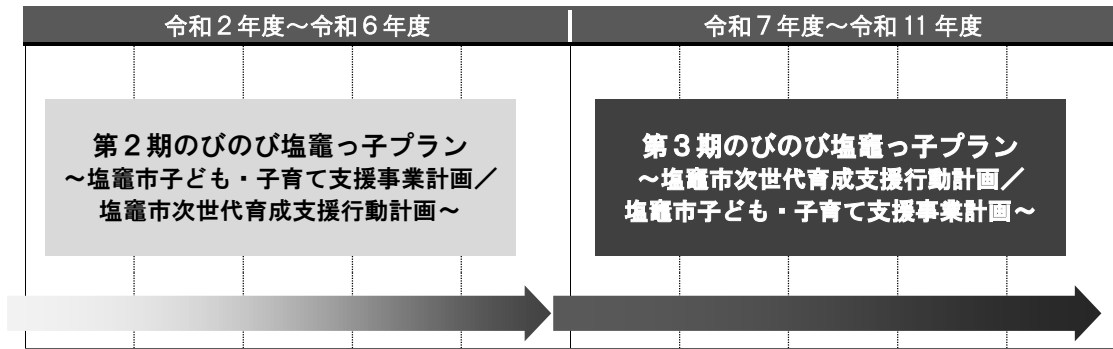 令和２年度～令和６年度
令和７年度～令和 11 年度
第２期のびのび塩竈っ子プラン
～塩竈市子ども・子育て支援事業計画／
塩竈市次世代育成支援行動計画～
第３期のびのび塩竈っ子プラン
～塩竈市次世代育成支援行動計画／
塩竈市子ども・子育て支援事業計画～